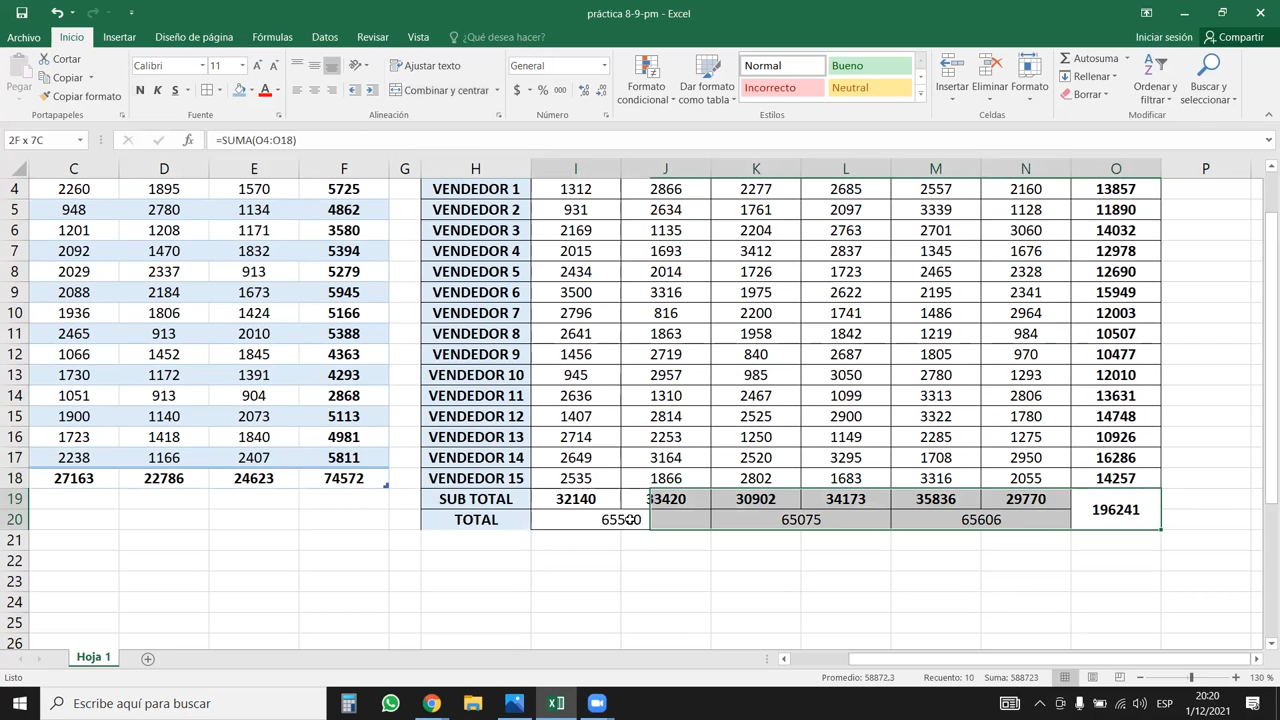 práctica 8-9-pm - Excel
Archivo Inicio Insertar Diseño de página Fórmulas Datos Revisar Vista ¿Qué desea hacer? Iniciar sesión Compartir
Pegar
Cortar
Copiar
Copiar formato
Portapapeles
Calibri 11
N K S
Fuente
Ajustar texto
Combinar y centrar
Alineación
General
$ % 000
Número
Formato condicional
Dar formato como tabla
Normal Bueno
Incorrecto Neutral
Estilos
Insertar Eliminar Formato
Celdas
Autosuma
Rellenar
Borrar
Ordenar y filtrar
Buscar y seleccionar
Modificar
2F x 7C fx =SUMA(O4:O18)
C D E F G H I J K L M N O P
4 2260 1895 1570 5725 VENDEDOR 1 1312 2866 2277 2685 2557 2160 13857
5 948 2780 1134 4862 VENDEDOR 2 931 2634 1761 2097 3339 1128 11890
6 1201 1208 1171 3580 VENDEDOR 3 2169 1135 2204 2763 2701 3060 14032
7 2092 1470 1832 5394 VENDEDOR 4 2015 1693 3412 2837 1345 1676 12978
8 2029 2337 913 5279 VENDEDOR 5 2434 2014 1726 1723 2465 2328 12690
9 2088 2184 1673 5945 VENDEDOR 6 3500 3316 1975 2622 2195 2341 15949
10 1936 1806 1424 5166 VENDEDOR 7 2796 816 2200 1741 1486 2964 12003
11 2465 913 2010 5388 VENDEDOR 8 2641 1863 1958 1842 1219 984 10507
12 1066 1452 1845 4363 VENDEDOR 9 1456 2719 840 2687 1805 970 10477
13 1730 1172 1391 4293 VENDEDOR 10 945 2957 985 3050 2780 1293 12010
14 1051 913 904 2868 VENDEDOR 11 2636 1310 2467 1099 3313 2806 13631
15 1900 1140 2073 5113 VENDEDOR 12 1407 2814 2525 2900 3322 1780 14748
16 1723 1418 1840 4981 VENDEDOR 13 2714 2253 1250 1149 2285 1275 10926
17 2238 1166 2407 5811 VENDEDOR 14 2649 3164 2520 3295 1708 2950 16286
18 27163 22786 24623 74572 VENDEDOR 15 2535 1866 2802 1683 3316 2055 14257
19 SUB TOTAL 32140 33420 30902 34173 35836 29770 196241
20 TOTAL 65075 65606
21
22
23
24
25
26
Hoja 1
Listo Promedio: 58872.3 Recuento: 10 Suma: 588723 130 %
Escribe aquí para buscar ESP 20:20
1/12/2021